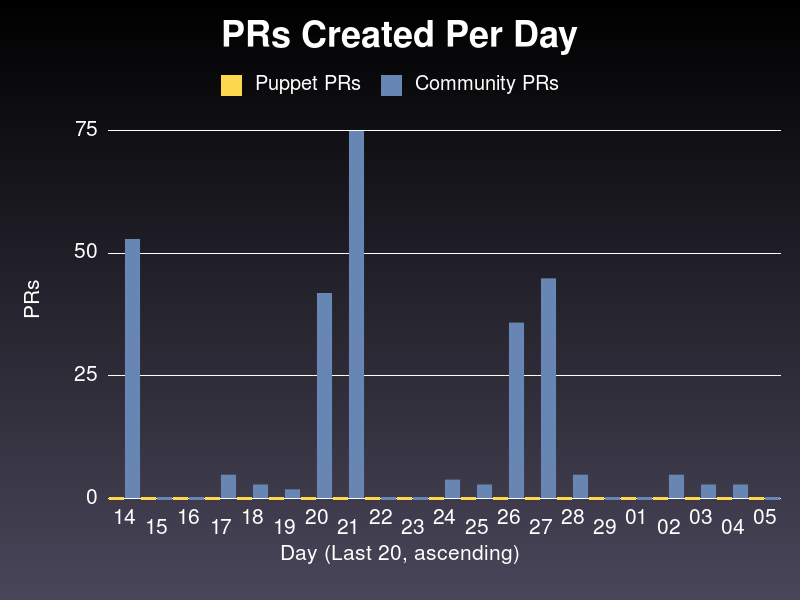 PRs Created Per Day
Puppet PRs Community PRs
75
50
25
0
PRs
14 15 16 17 18 19 20 21 22 23 24 25 26 27 28 29 01 02 03 04 05
Day (Last 20, ascending)